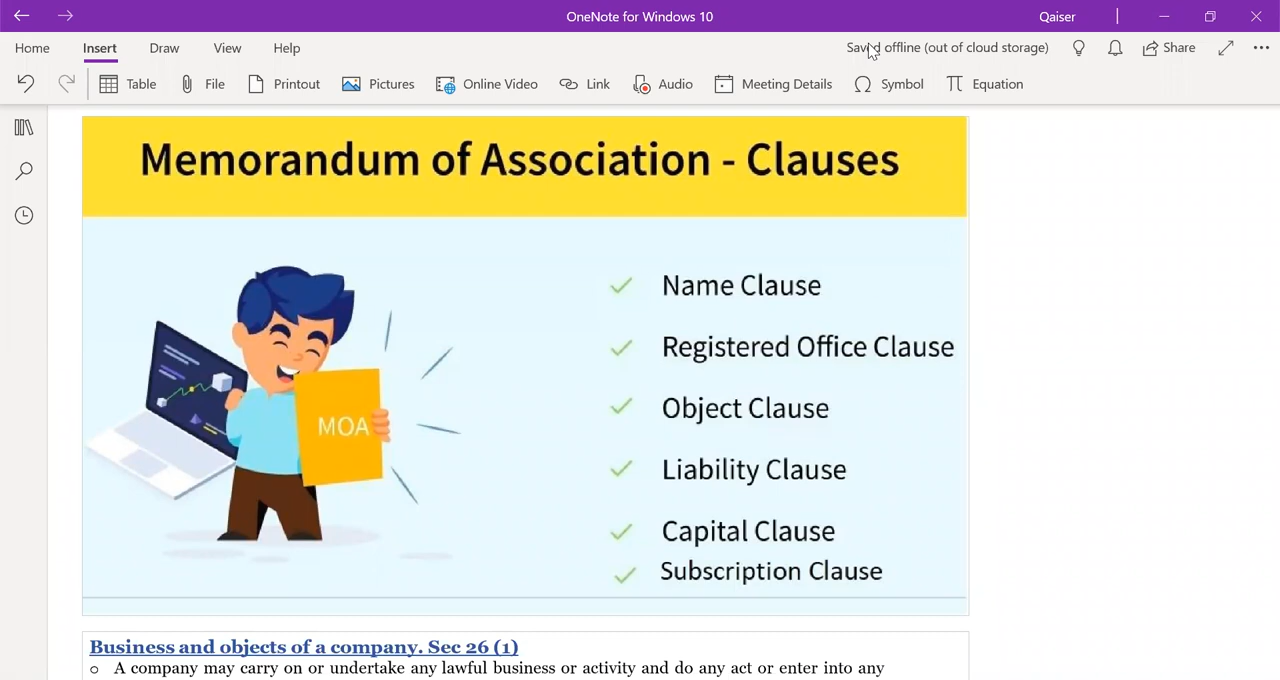 OneNote for Windows 10
Qaiser
Home Insert Draw View Help
Saved offline (out of cloud storage)
Share
Table File Printout Pictures Online Video Link Audio Meeting Details Symbol Equation
Memorandum of Association - Clauses
MOA
Name Clause
Registered Office Clause
Object Clause
Liability Clause
Capital Clause
Subscription Clause
Business and objects of a company. Sec 26 (1)
o A company may carry on or undertake any lawful business or activity and do any act or enter into any